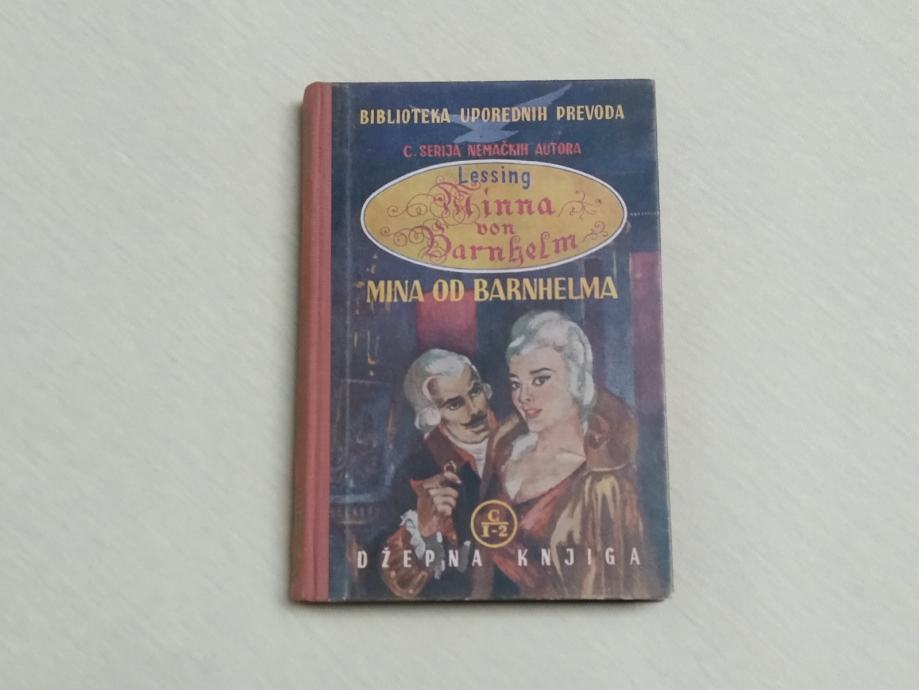 BIBLIOTEKA UPOREDNIH PREVODA
C. SERIJA NEMAČKIH AUTORA
Lessing
Minna
von
Barnhelm
MINA OD BARNHELMA
C
I-2
DŽEPNA KNJIGA